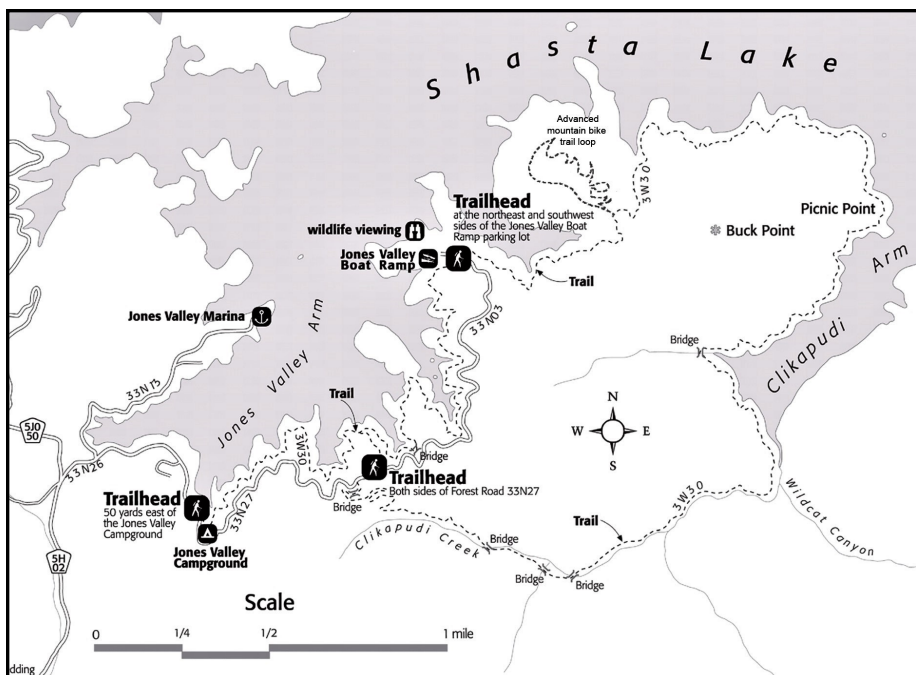 Shasta Lake
Advanced
mountain bike
trail loop
3W30
Trailhead
at the northeast and southwest
sides of the Jones Valley Boat
Ramp parking lot
Picnic Point
Buck Point
wildlife viewing
Jones Valley
Boat Ramp
Arm
Trail
Jones Valley Marina
33N03
Jones Valley Arm
Bridge
Clikapudi
33N15
Trail
N
W
E
S
5J0
50
3W30
Bridge
33N26
Trailhead
Both sides of Forest Road 33N27
Trailhead
50 yards east of
the Jones Valley
Campground
33N27
Bridge
3W30
Wildcat Canyon
Trail
Clikapudi Creek
Bridge
Jones Valley
Campground
5H
02
Bridge
Bridge
Scale
0
1/4
1/2
1 mile
dding